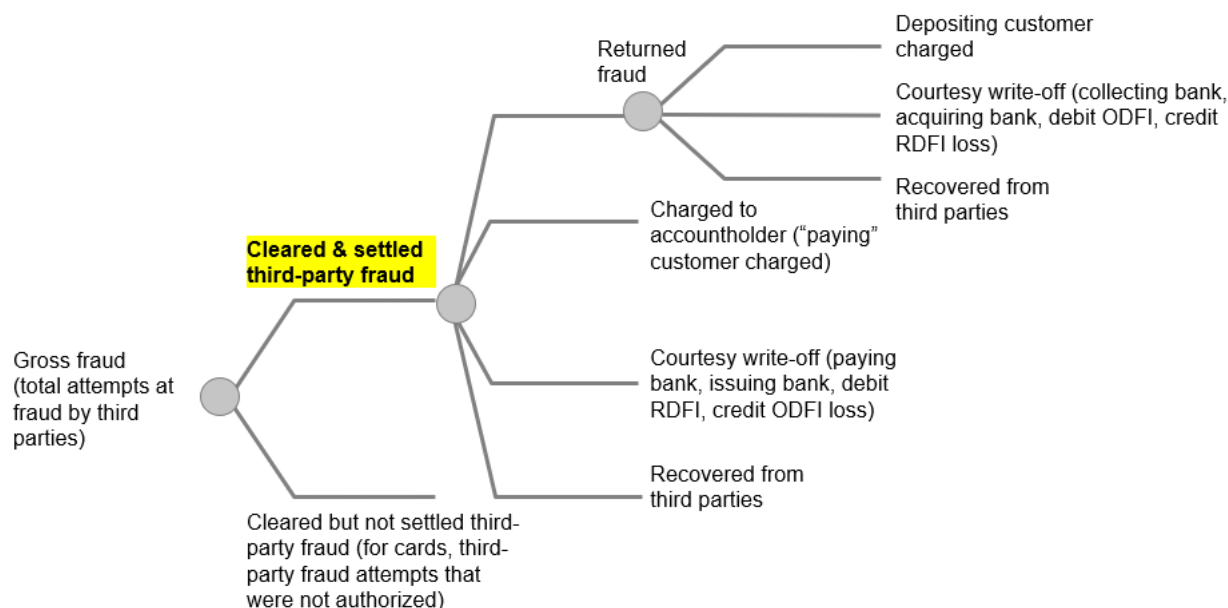 Depositing customer
charged
Returned
fraud
Courtesy write-off (collecting bank,
acquiring bank, debit ODFI, credit
RDFI loss)
Recovered from
third parties
Charged to
accountholder (“paying”
customer charged)
Cleared & settled
third-party fraud
Gross fraud
(total attempts at
fraud by third
parties)
Courtesy write-off (paying
bank, issuing bank, debit
RDFI, credit ODFI loss)
Recovered from
third parties
Cleared but not settled third-
party fraud (for cards, third-
party fraud attempts that
were not authorized)